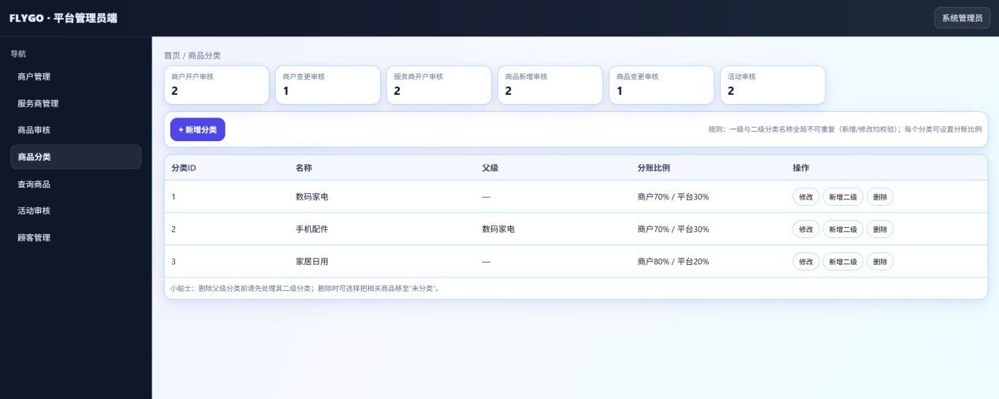 FLYGO · 平台管理员端
系统管理员
导航
商户管理
服务商管理
商品审核
商品分类
查询商品
活动审核
顾客管理
首页 / 商品分类
商户开户审核
2
商户变更审核
1
服务商开户审核
2
商品新增审核
2
商品变更审核
1
活动审核
2
+ 新增分类
规则：一级与二级分类名称全局不可重复（新增/修改均校验）；每个分类可设置分账比例
分类ID 名称 父级 分账比例 操作
1 数码家电 — 商户70% / 平台30% 修改 新增二级 删除
2 手机配件 数码家电 商户70% / 平台30% 修改 新增二级 删除
3 家居日用 — 商户80% / 平台20% 修改 新增二级 删除
小贴士：删除父级分类前请先处理其二级分类；删除时可选择把相关商品移至“未分类”。